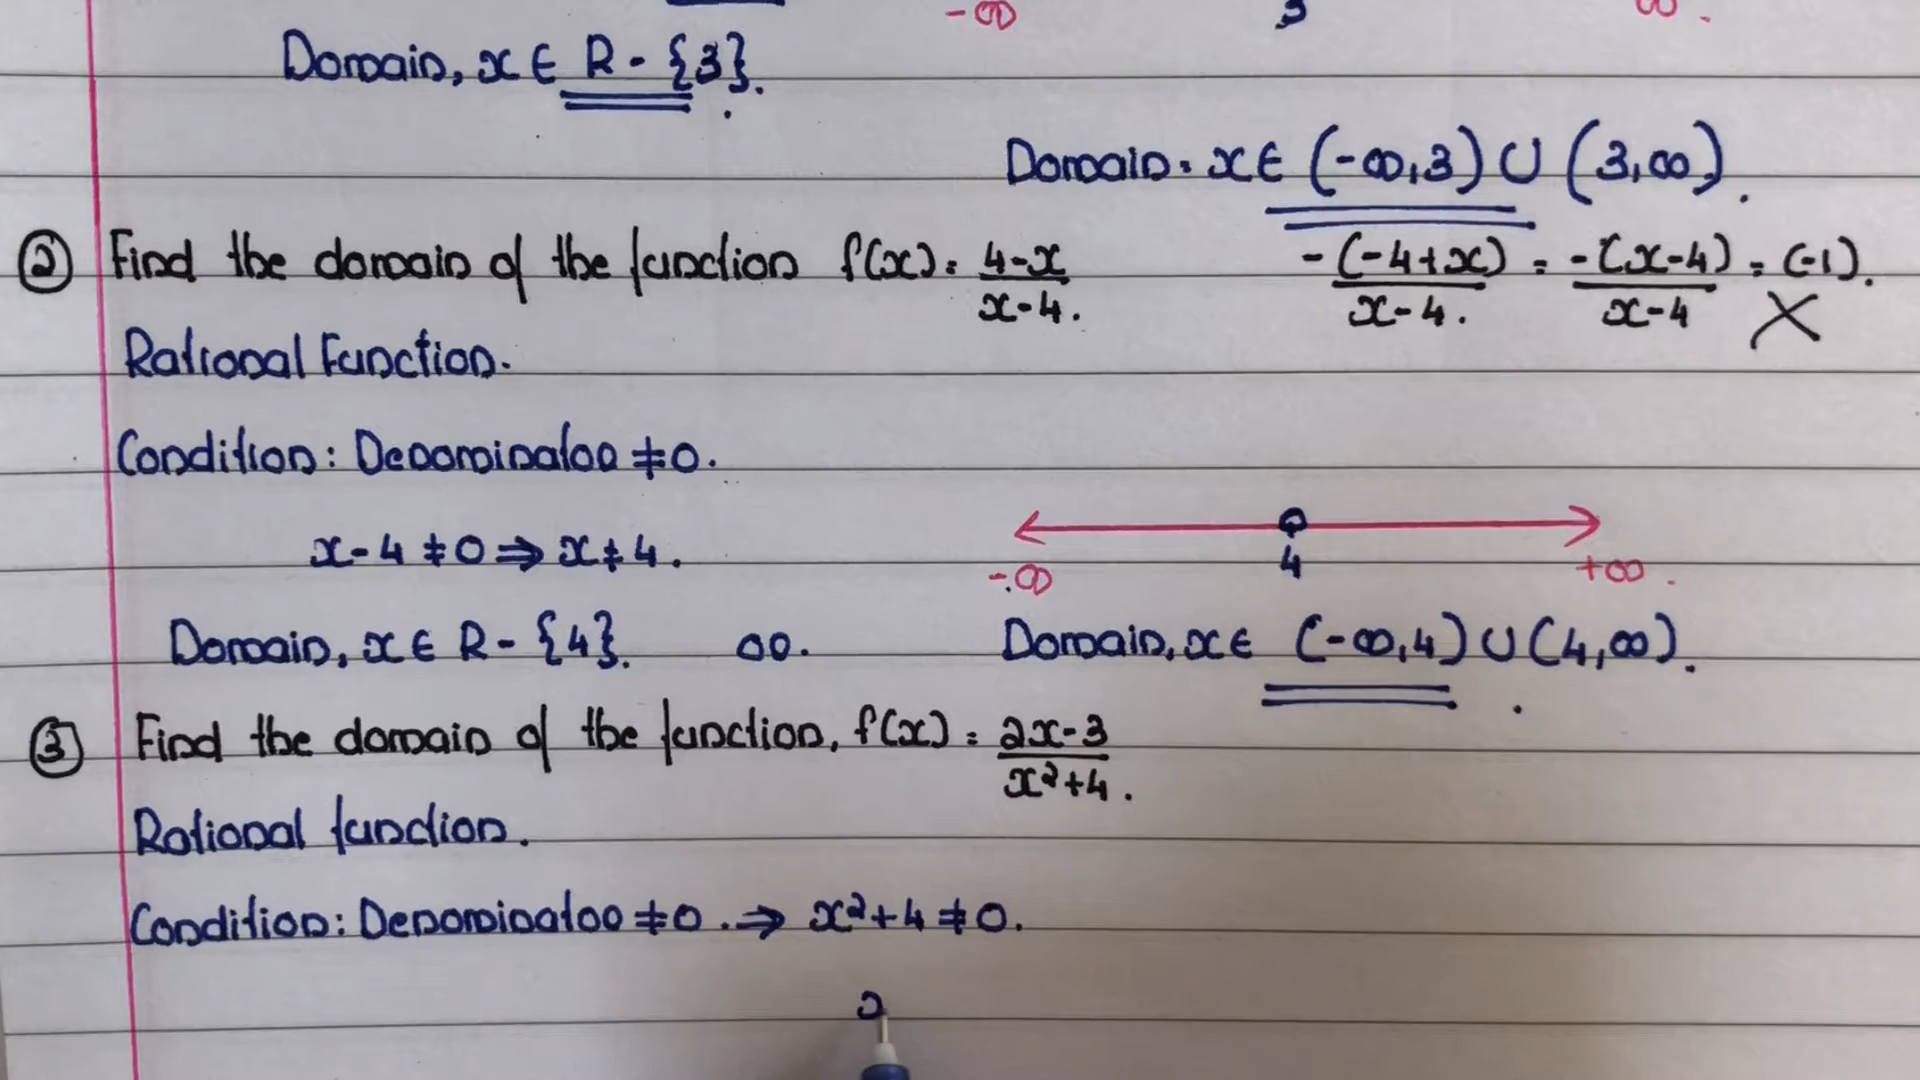 -∞ 3 ∞.
Domain, x ∈ R - {3}.
Domain. x ∈ (-∞,3) ∪ (3,∞).
② Find the domain of the function f(x) = (4-x)/(x-4). -(-4+x)/(x-4). = -(x-4)/(x-4) = (-1). X
Rational Function.
Condition: Denominator ≠ 0.
x-4 ≠ 0 ⇒ x ≠ 4.
-∞ 4 +∞.
Domain, x ∈ R - {4}. or. Domain, x ∈ (-∞,4) ∪ (4,∞).
③ Find the domain of the function, f(x) = (2x-3)/(x²+4).
Rational function.
Condition: Denominator ≠ 0. ⇒ x²+4 ≠ 0.